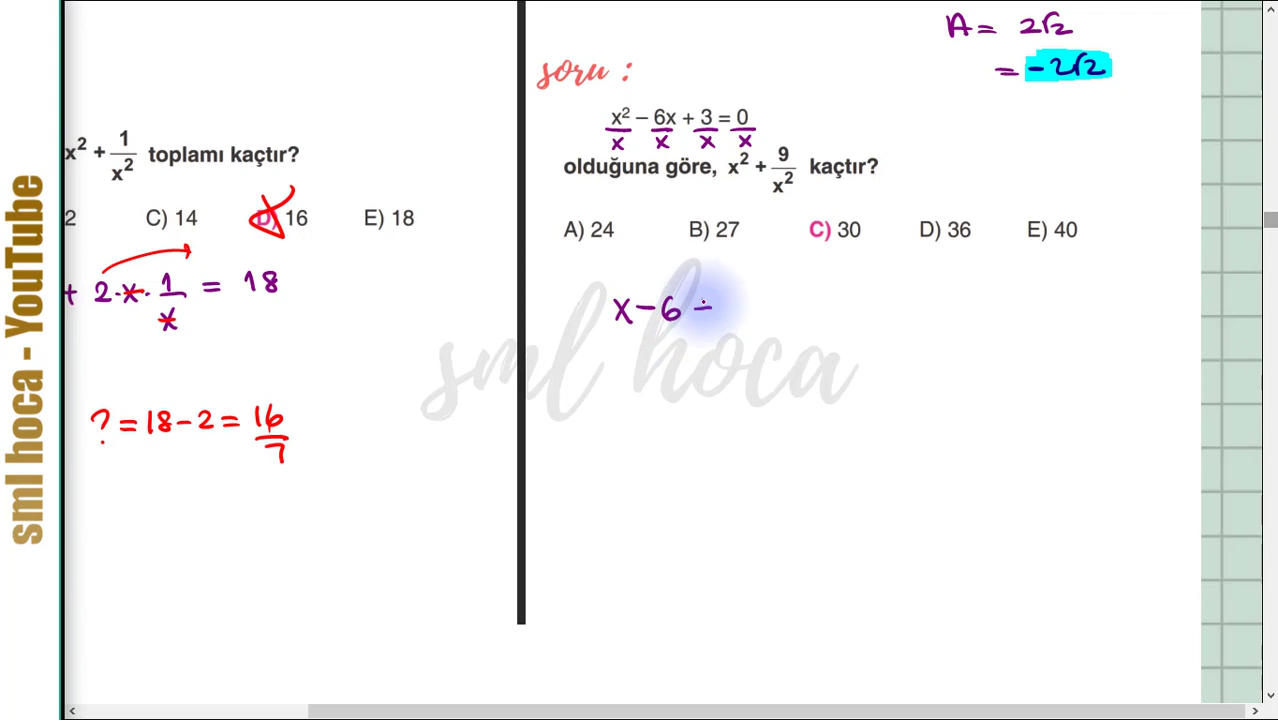 sml hoca - YouTube
x² + 1/x² toplamı kaçtır?
2 C) 14 D) 16 E) 18
+ 2·x·1/x = 18
? = 18 - 2 = 16
7
A = 2√2
= -2√2
soru :
x² – 6x + 3 = 0
x x x x
olduğuna göre, x² + 9/x² kaçtır?
A) 24 B) 27 C) 30 D) 36 E) 40
x - 6 -
sml hoca